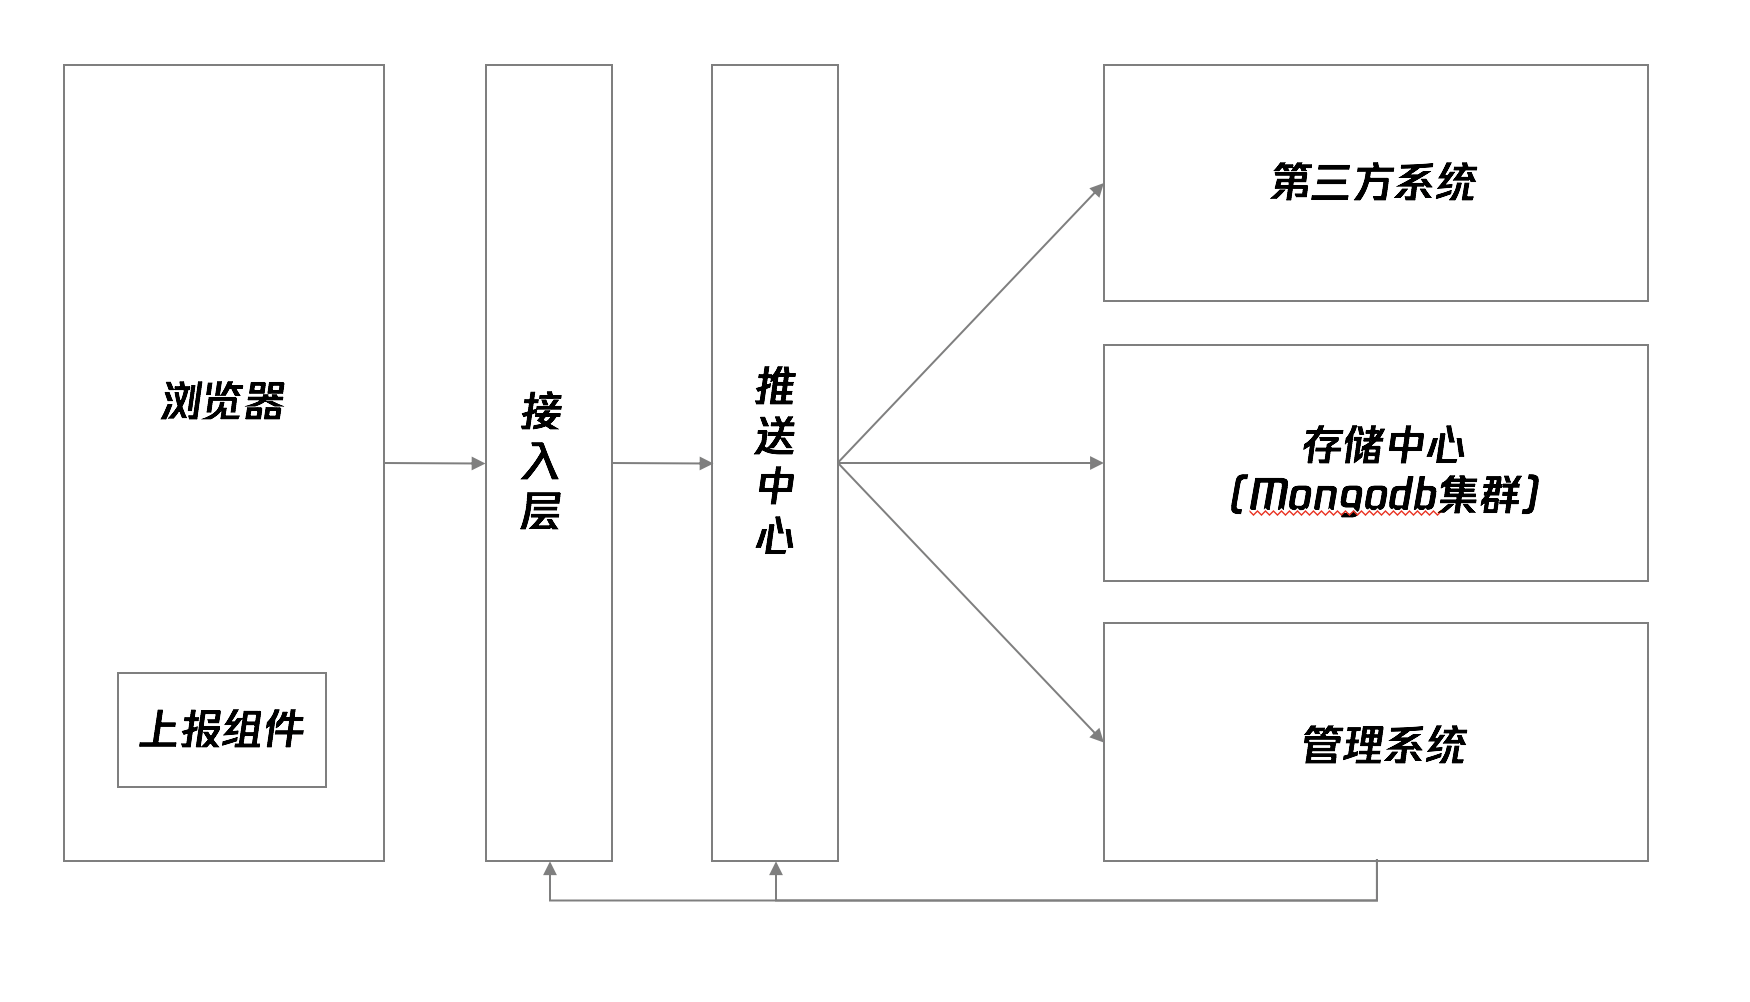 浏览器
上报组件
接
入
层
推
送
中
心
第三方系统
存储中心
(Mongodb集群)
管理系统